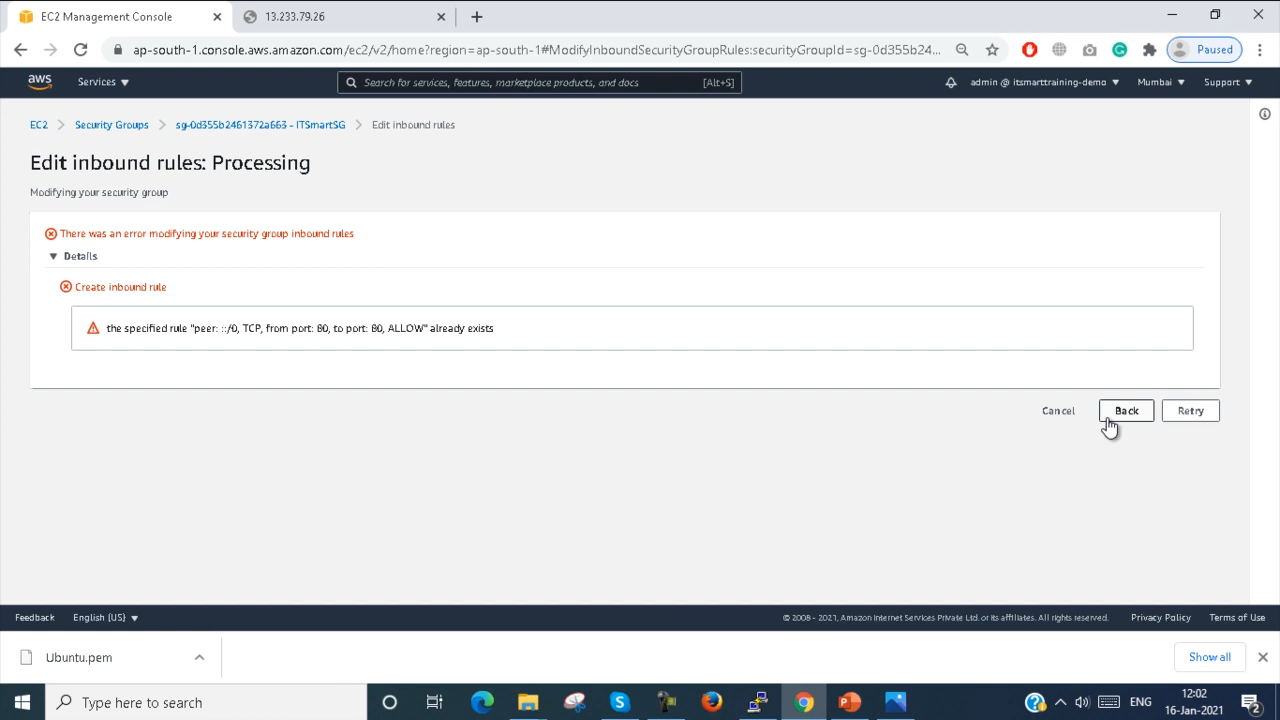 EC2 Management Console
13.233.79.26
ap-south-1.console.aws.amazon.com/ec2/v2/home?region=ap-south-1#ModifyInboundSecurityGroupRules:securityGroupId=sg-0d355b24...
Paused
aws
Services
Search for services, features, marketplace products, and docs
[Alt+S]
admin @ itsmarttraining-demo
Mumbai
Support
EC2
Security Groups
sg-0d355b2461372a663 - ITSmartSG
Edit inbound rules
Edit inbound rules: Processing
Modifying your security group
There was an error modifying your security group inbound rules
Details
Create inbound rule
the specified rule "peer: ::/0, TCP, from port: 80, to port: 80, ALLOW" already exists
Cancel
Back
Retry
Feedback
English (US)
© 2008 - 2021, Amazon Internet Services Private Ltd. or its affiliates. All rights reserved.
Privacy Policy
Terms of Use
Ubuntu.pem
Show all
Type here to search
ENG
12:02
16-Jan-2021
2